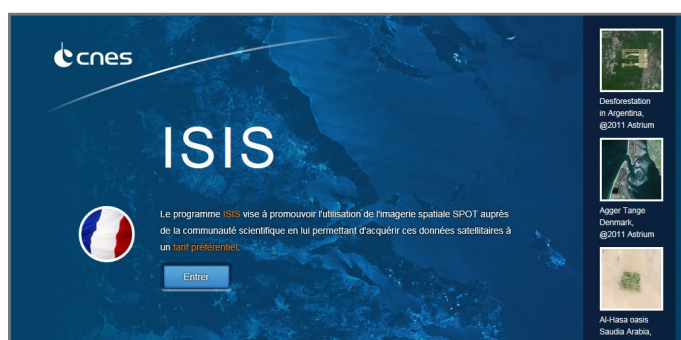 cnes
ISIS
Le programme ISIS vise à promouvoir l'utilisation de l'imagerie spatiale SPOT auprès
de la communauté scientifique en lui permettant d'acquérir ces données satellitaires à
un tarif préférentiel.
Entrer
Desforestation
in Argentina,
@2011 Astrium
Agger Tange
Denmark,
@2011 Astrium
Al-Hasa oasis
Saudia Arabia,